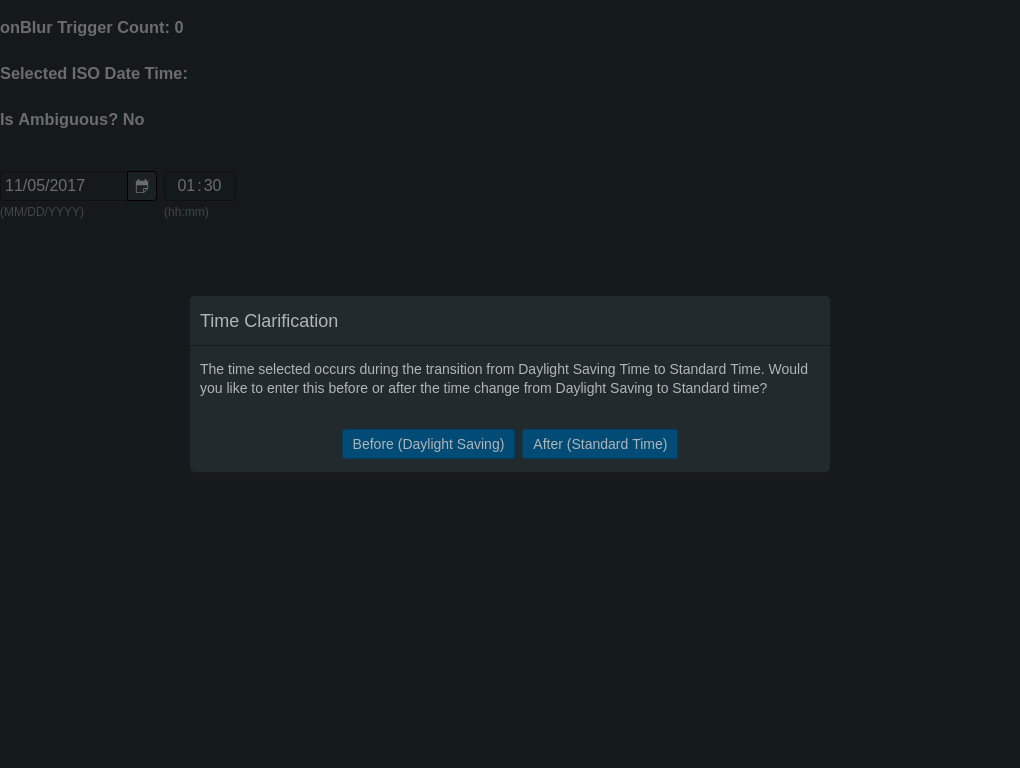 onBlur Trigger Count: 0
Selected ISO Date Time:
Is Ambiguous? No
11/05/2017 01:30
(MM/DD/YYYY) (hh:mm)
Time Clarification
The time selected occurs during the transition from Daylight Saving Time to Standard Time. Would
you like to enter this before or after the time change from Daylight Saving to Standard time?
Before (Daylight Saving) After (Standard Time)